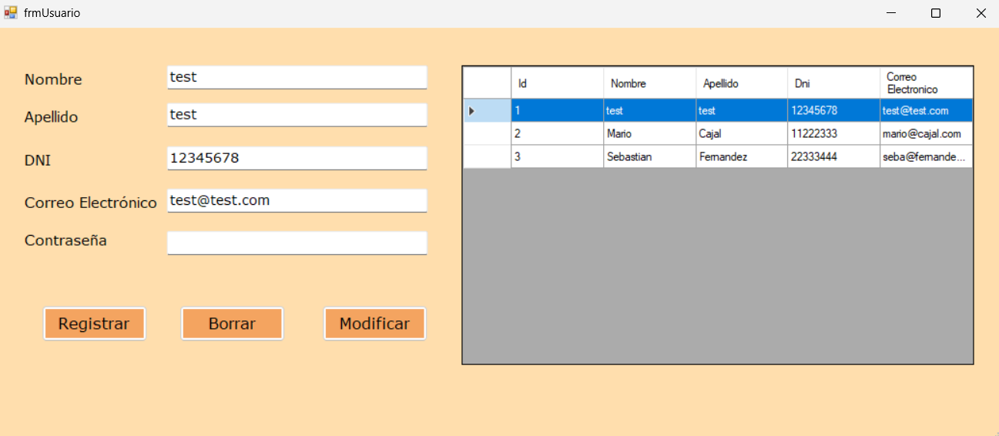 frmUsuario
Nombre test
Apellido test
DNI 12345678
Correo Electrónico test@test.com
Contraseña
Registrar Borrar Modificar
Id Nombre Apellido Dni Correo
Electronico
1 test test 12345678 test@test.com
2 Mario Cajal 11222333 mario@cajal.com
3 Sebastian Fernandez 22333444 seba@fernande...